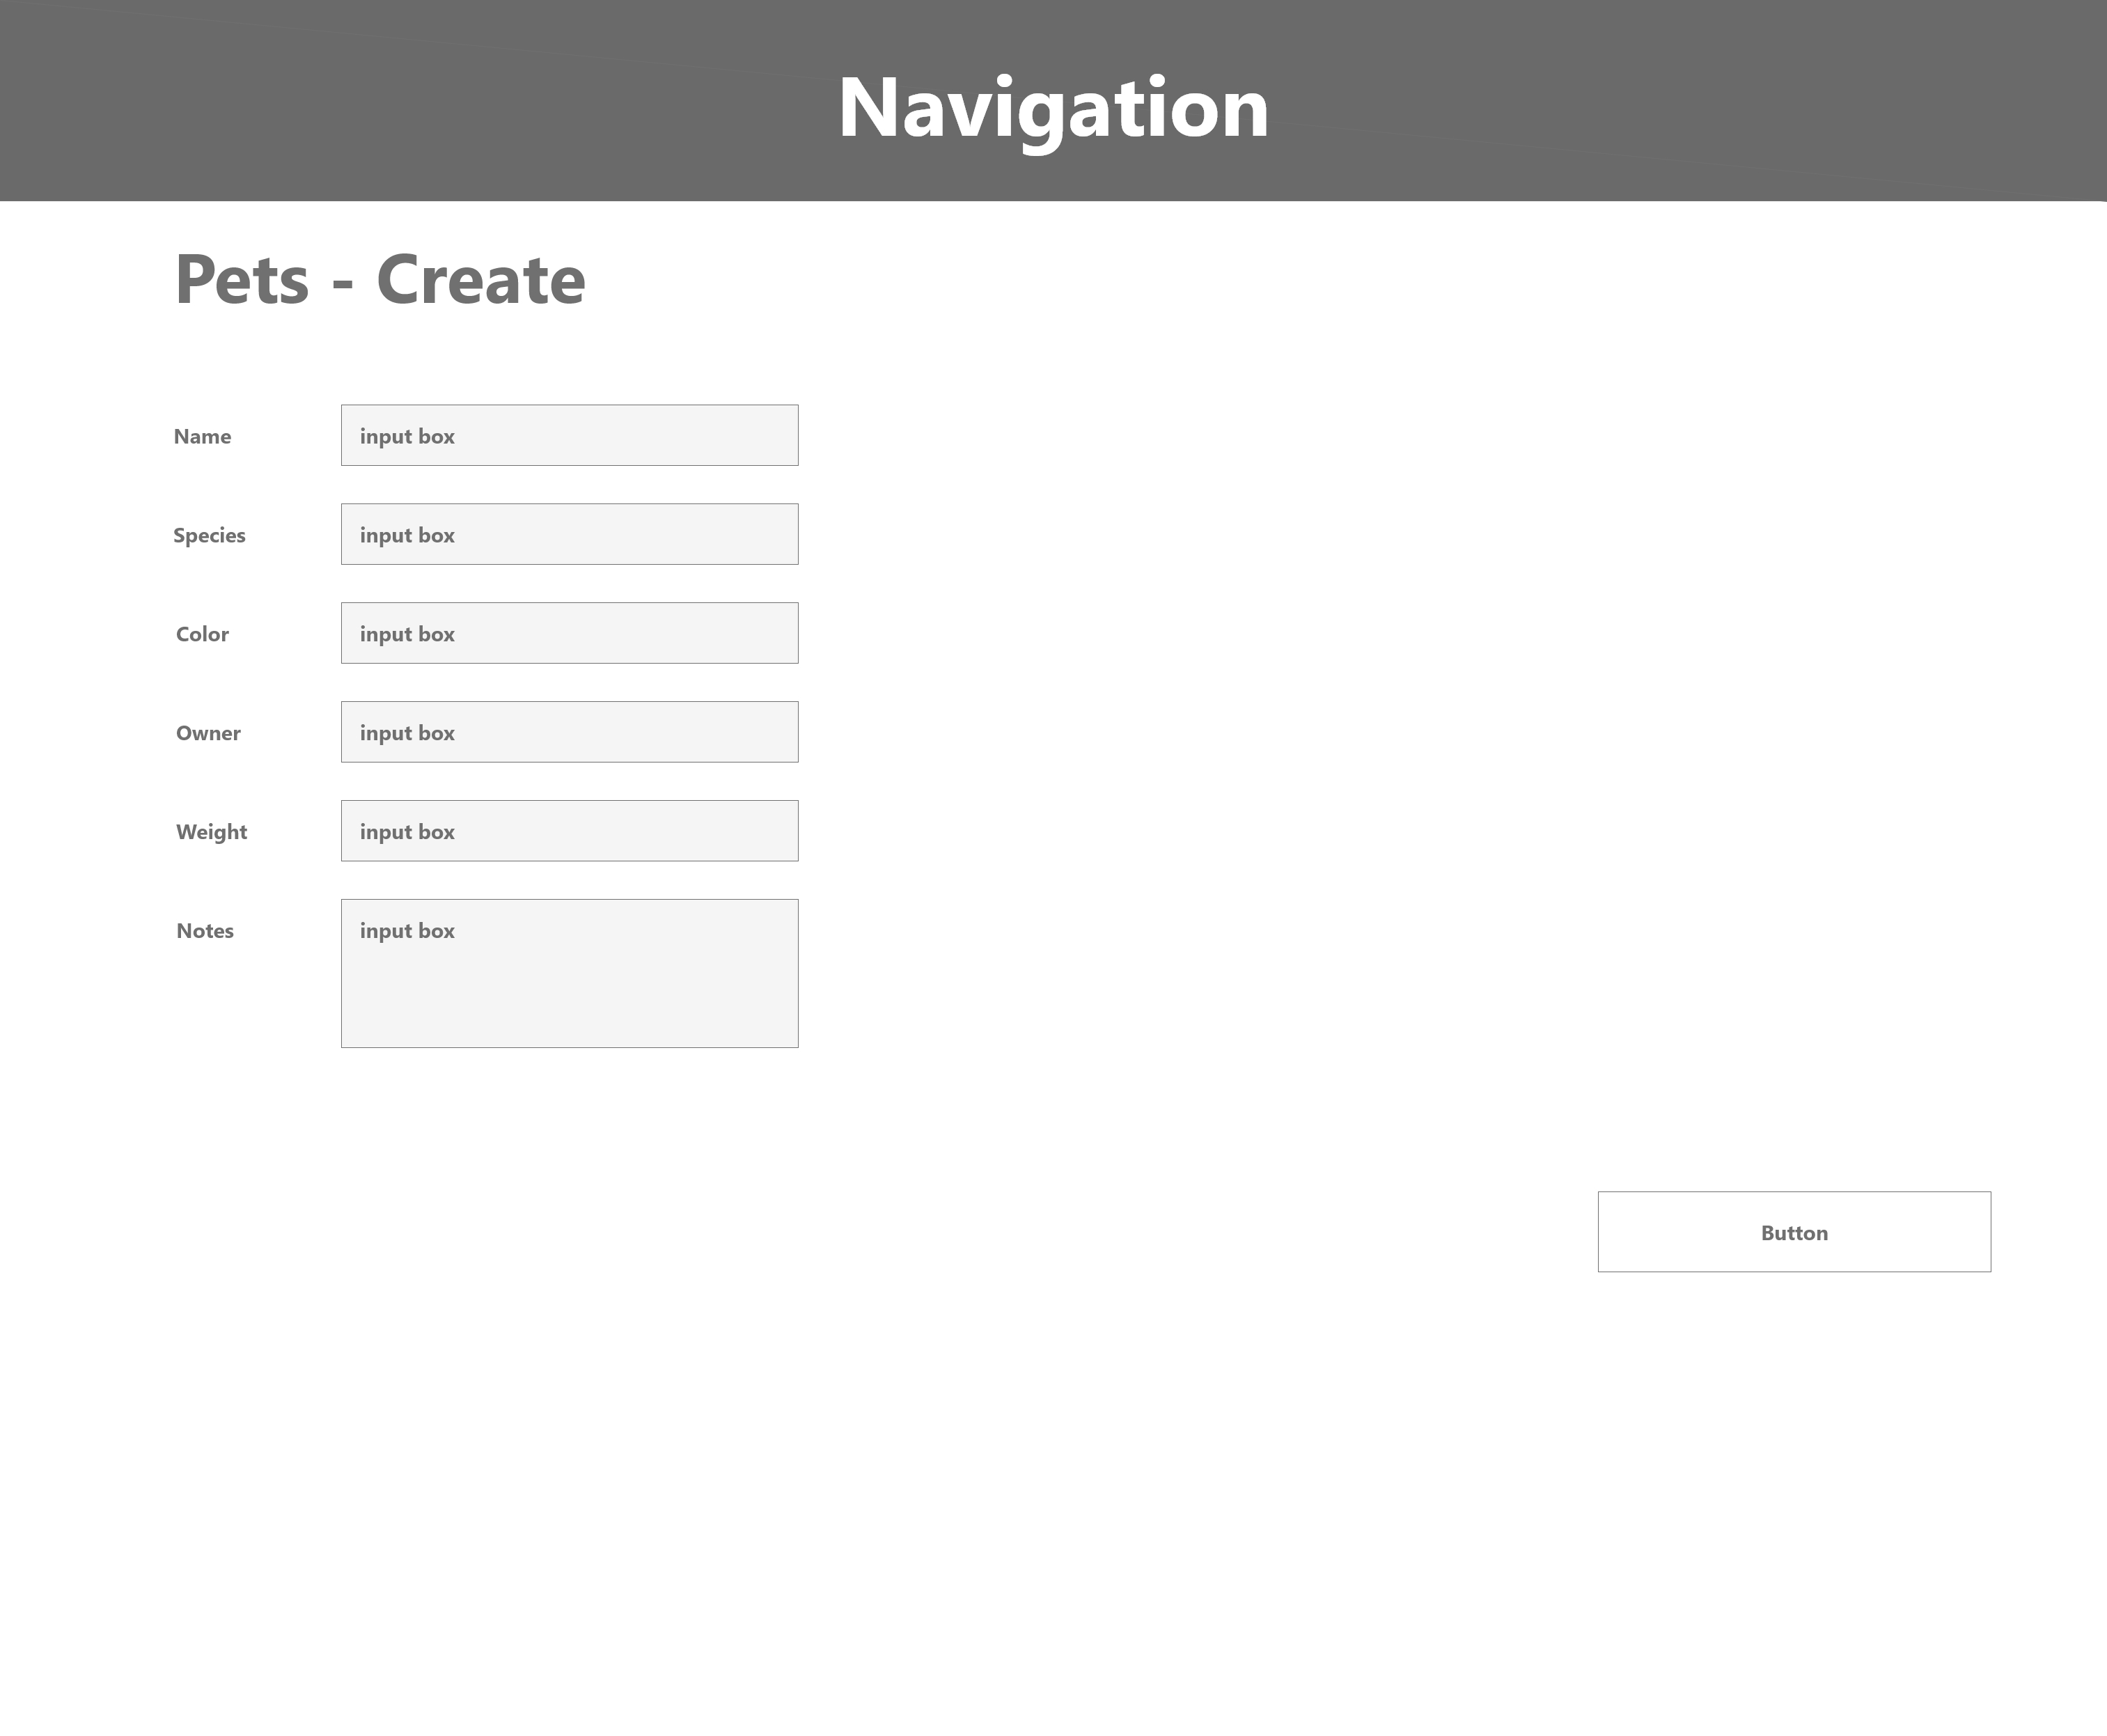 Navigation
Pets - Create
Name input box
Species input box
Color input box
Owner input box
Weight input box
Notes input box
Button